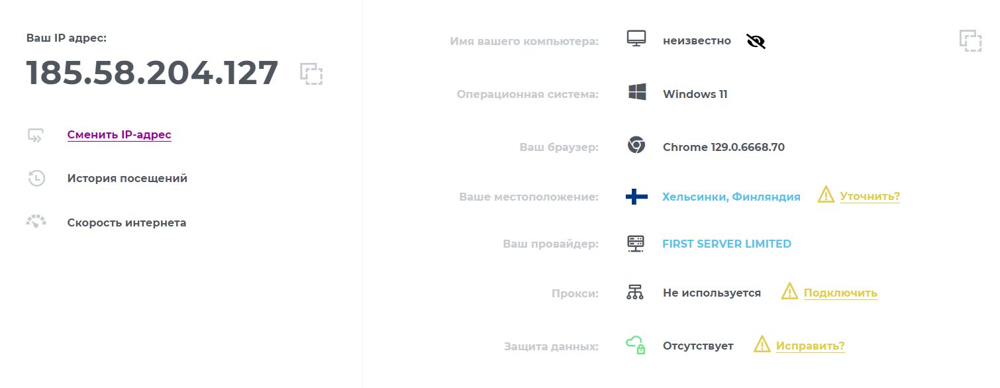 Ваш IP адрес:
185.58.204.127
Сменить IP-адрес
История посещений
Скорость интернета
Имя вашего компьютера: неизвестно
Операционная система: Windows 11
Ваш браузер: Chrome 129.0.6668.70
Ваше местоположение: Хельсинки, Финляндия Уточнить?
Ваш провайдер: FIRST SERVER LIMITED
Прокси: Не используется Подключить
Защита данных: Отсутствует Исправить?